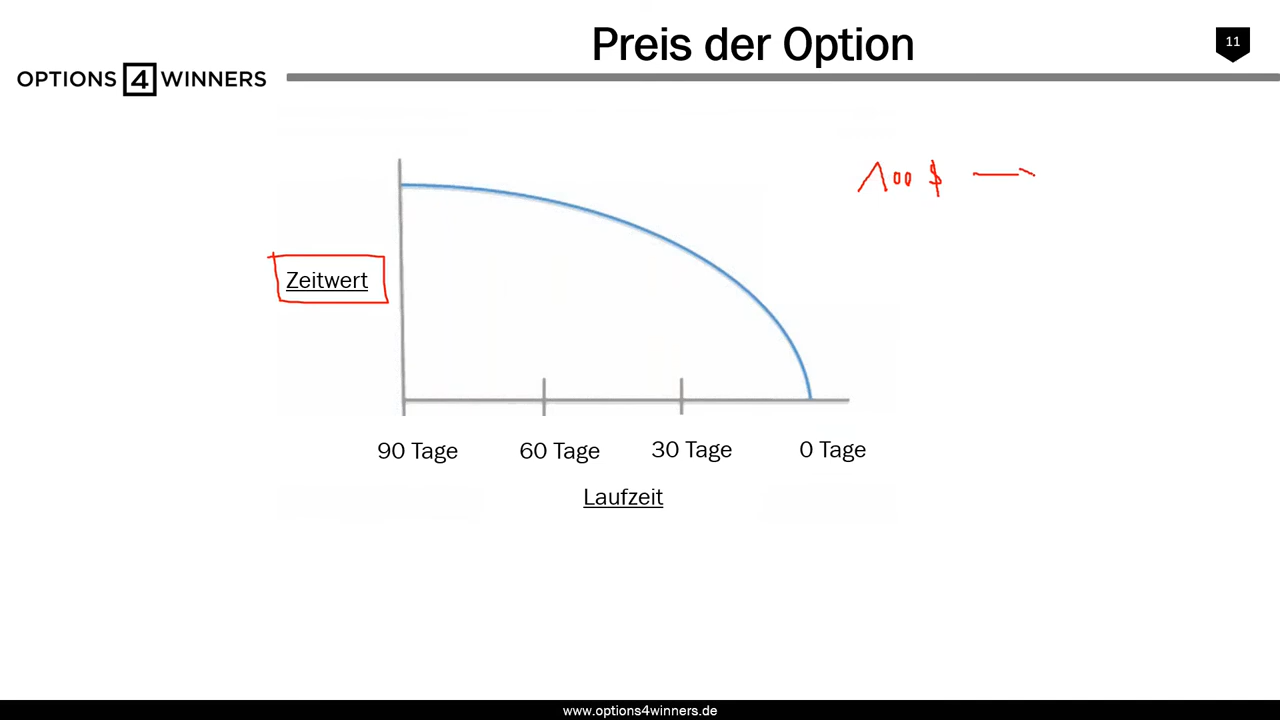 Preis der Option
11
OPTIONS 4 WINNERS
100 $ →
Zeitwert
90 Tage 60 Tage 30 Tage 0 Tage
Laufzeit
www.options4winners.de